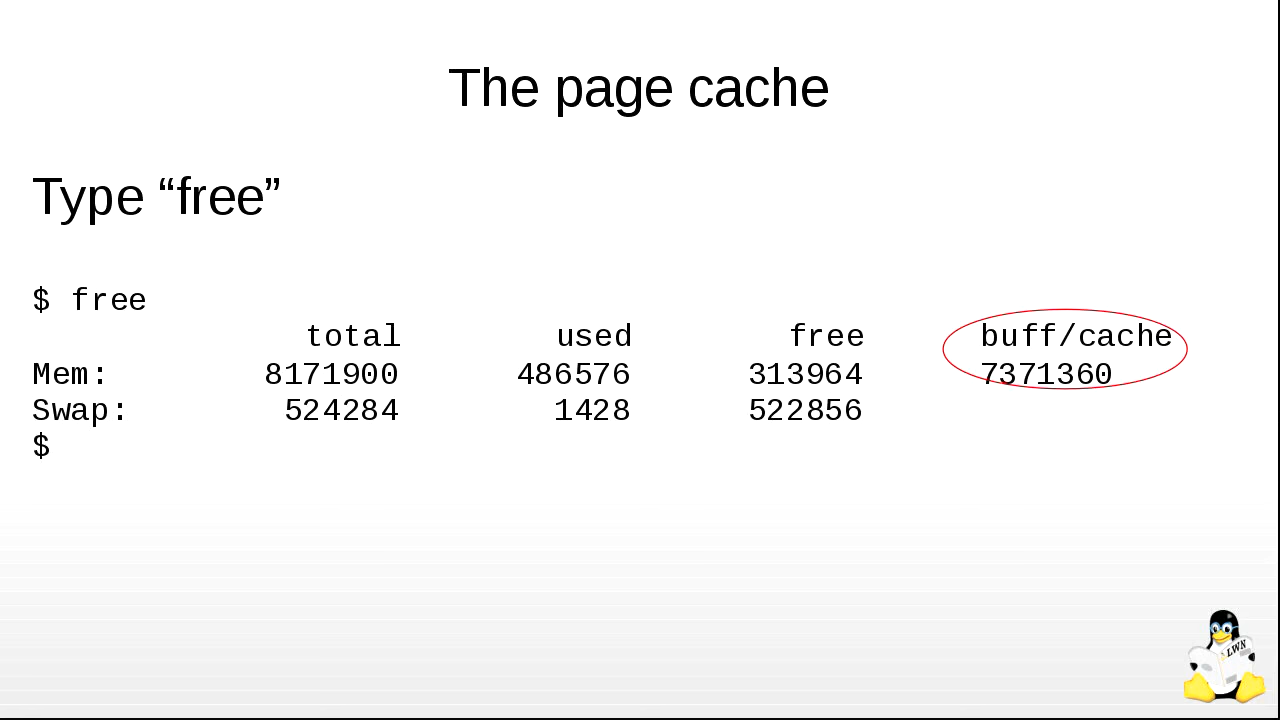 The page cache
Type “free”
$ free
total used free buff/cache
Mem: 8171900 486576 313964 7371360
Swap: 524284 1428 522856
$
LWN